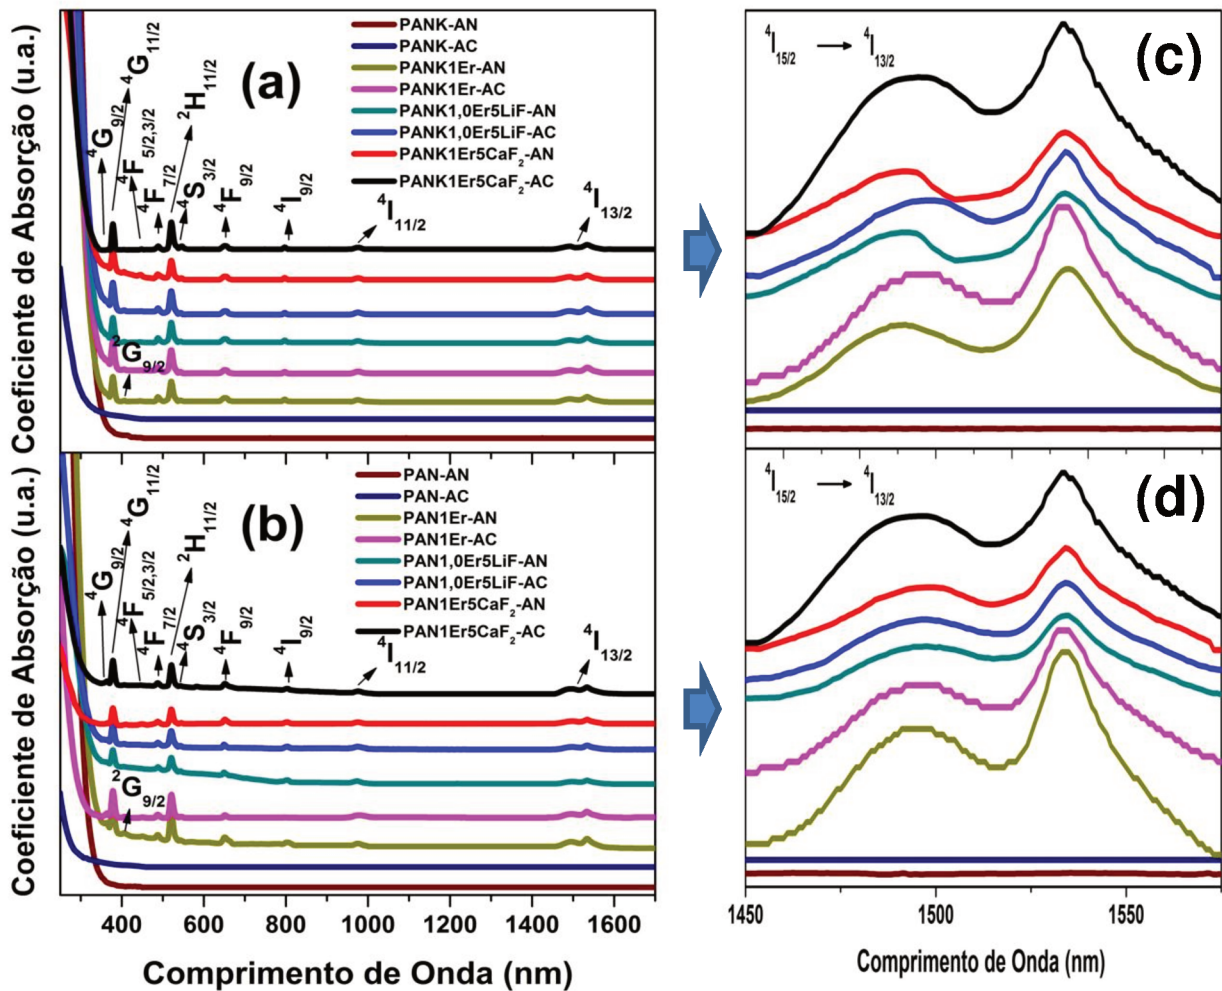 Coeficiente de Absorção (u.a.)
(a)
PANK-AN
PANK-AC
PANK1Er-AN
PANK1Er-AC
PANK1,0Er5LiF-AN
PANK1,0Er5LiF-AC
PANK1Er5CaF₂-AN
PANK1Er5CaF₂-AC
⁴G₉/₂
⁴G₁₁/₂
⁴F₅/₂,₃/₂
⁴F₇/₂
²H₁₁/₂
⁴S₃/₂
⁴F₉/₂
⁴I₉/₂
⁴I₁₁/₂
⁴I₁₃/₂
²G₉/₂
(c)
⁴I₁₅/₂ → ⁴I₁₃/₂
Coeficiente de Absorção (u.a.)
(b)
PAN-AN
PAN-AC
PAN1Er-AN
PAN1Er-AC
PAN1,0Er5LiF-AN
PAN1,0Er5LiF-AC
PAN1Er5CaF₂-AN
PAN1Er5CaF₂-AC
⁴G₉/₂
⁴G₁₁/₂
⁴F₅/₂,₃/₂
⁴F₇/₂
²H₁₁/₂
⁴S₃/₂
⁴F₉/₂
⁴I₉/₂
⁴I₁₁/₂
⁴I₁₃/₂
²G₉/₂
400 600 800 1000 1200 1400 1600
Comprimento de Onda (nm)
(d)
⁴I₁₅/₂ → ⁴I₁₃/₂
1450 1500 1550
Comprimento de Onda (nm)